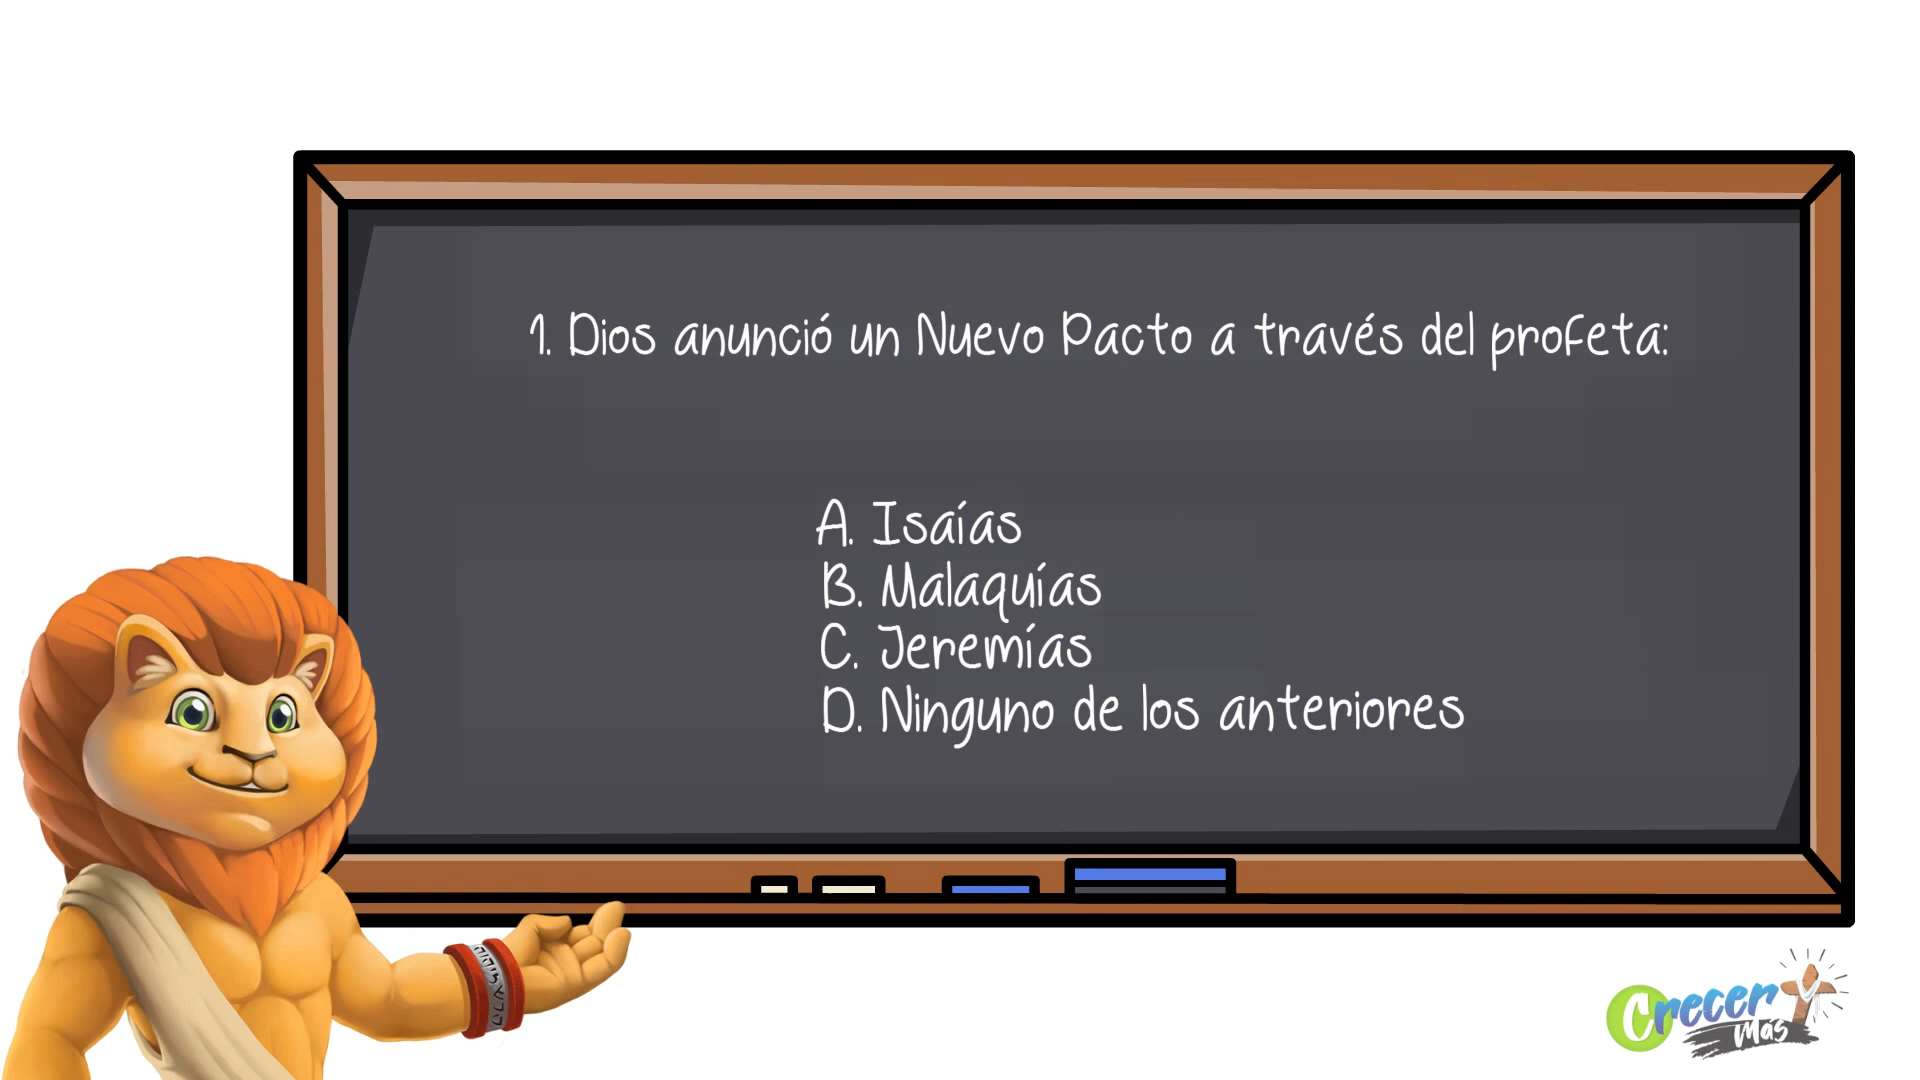 1. Dios anunció un Nuevo Pacto a través del profeta:
A. Isaías
B. Malaquías
C. Jeremías
D. Ninguno de los anteriores
Crecer y
Más